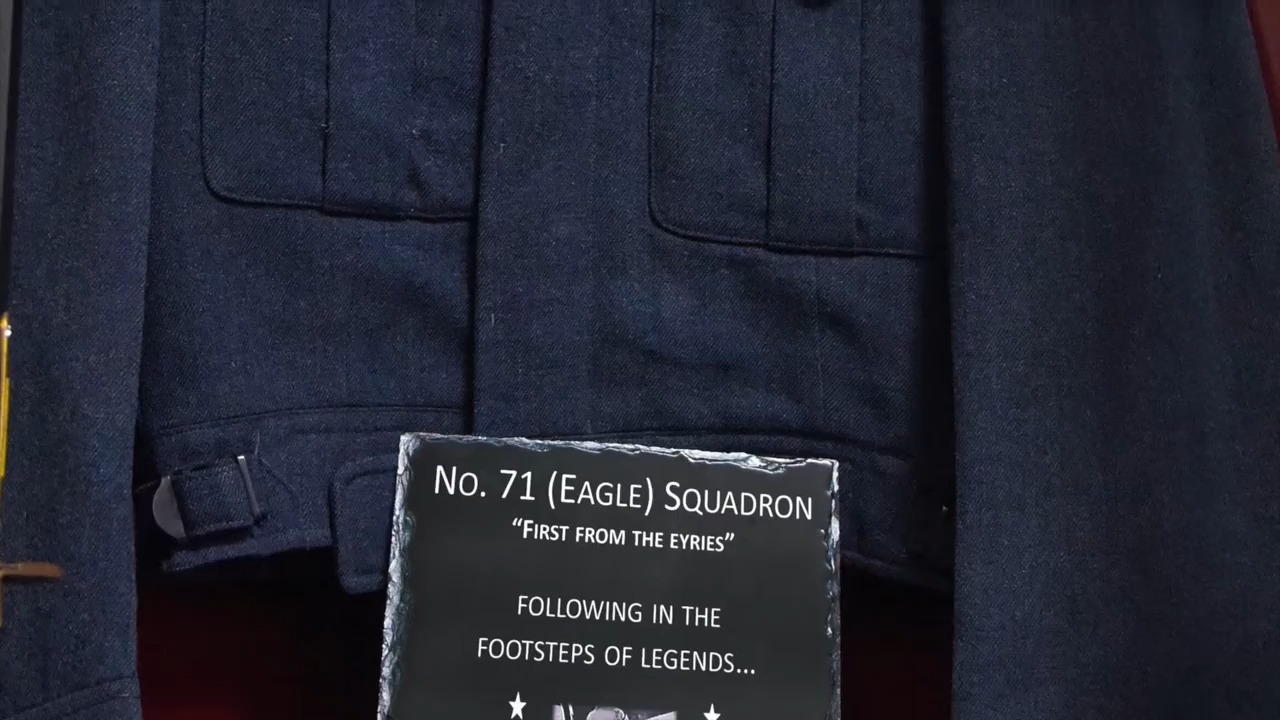 No. 71 (Eagle) Squadron
“First from the eyries”
following in the
footsteps of legends...